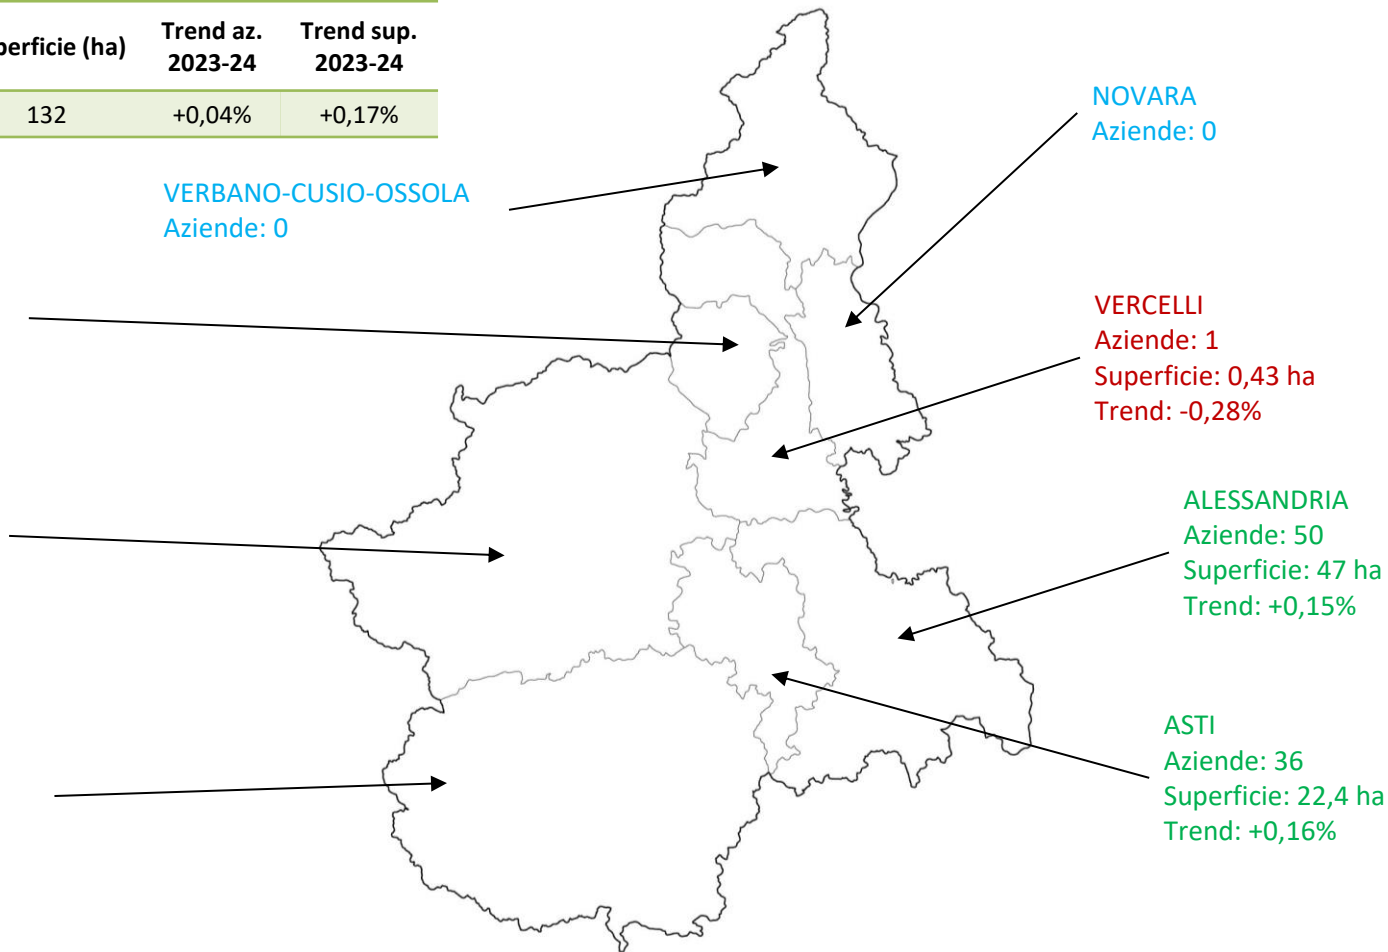 perficie (ha) Trend az. 2023-24 Trend sup. 2023-24
132 +0,04% +0,17%
NOVARA
Aziende: 0
VERBANO-CUSIO-OSSOLA
Aziende: 0
VERCELLI
Aziende: 1
Superficie: 0,43 ha
Trend: -0,28%
ALESSANDRIA
Aziende: 50
Superficie: 47 ha
Trend: +0,15%
ASTI
Aziende: 36
Superficie: 22,4 ha
Trend: +0,16%